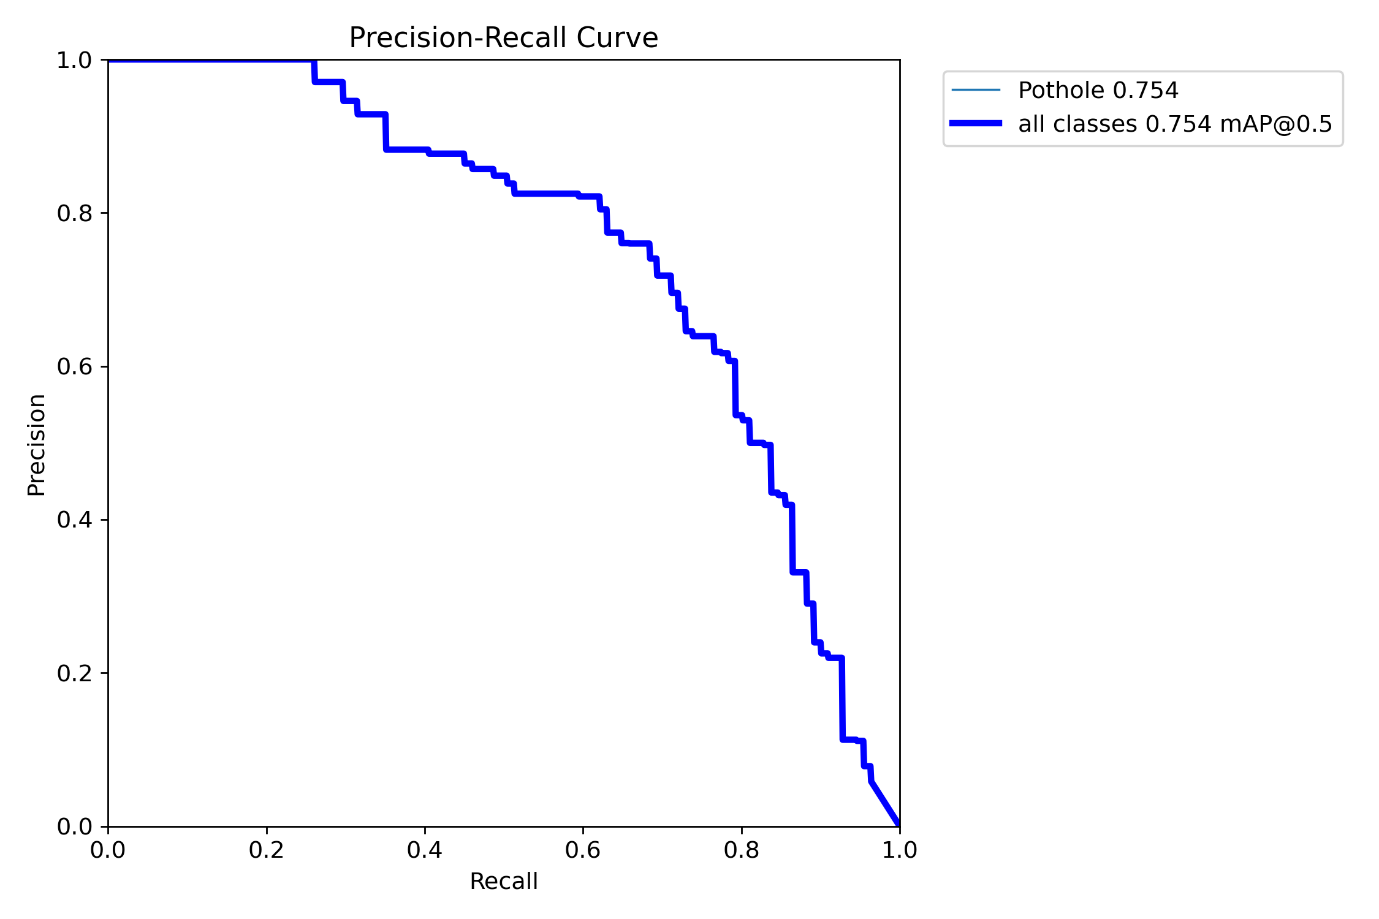 Precision-Recall Curve
1.0
0.8
0.6
0.4
0.2
0.0
Precision
0.0 0.2 0.4 0.6 0.8 1.0
Recall
Pothole 0.754
all classes 0.754 mAP@0.5